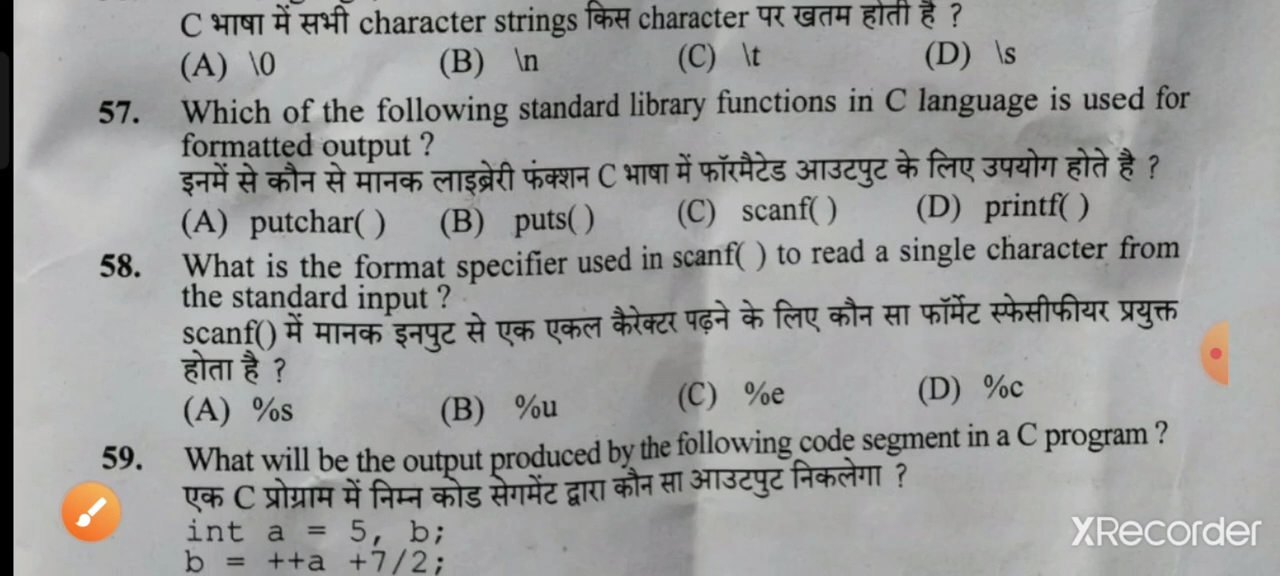 C भाषा में सभी character strings किस character पर खतम होती है ?
(A) \0 (B) \n (C) \t (D) \s
57. Which of the following standard library functions in C language is used for
formatted output ?
इनमें से कौन से मानक लाइब्रेरी फंक्शन C भाषा में फॉरमैटेड आउटपुट के लिए उपयोग होते है ?
(A) putchar( ) (B) puts( ) (C) scanf( ) (D) printf( )
58. What is the format specifier used in scanf( ) to read a single character from
the standard input ?
scanf() में मानक इनपुट से एक एकल कैरेक्टर पढ़ने के लिए कौन सा फॉर्मेट स्फेसीफीयर प्रयुक्त
होता है ?
(A) %s (B) %u (C) %e (D) %c
59. What will be the output produced by the following code segment in a C program ?
एक C प्रोग्राम में निम्न कोड सेगमेंट द्वारा कौन सा आउटपुट निकलेगा ?
int a = 5, b;
b = ++a +7/2;
XRecorder